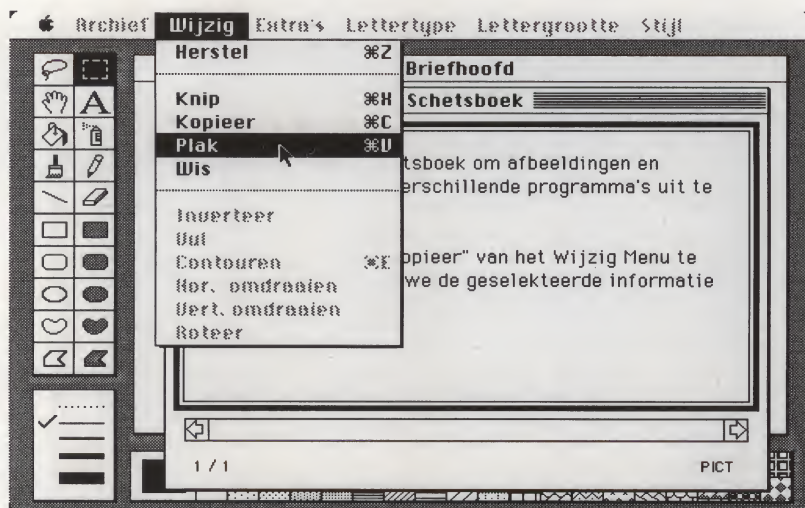 Archief Wijzig Extra's Lettertype Lettergrootte Stijl
Herstel ⌘Z
Knip ⌘X
Kopieer ⌘C
Plak ⌘V
Wis
Inverteer
Vul
Contouren ⌘E
Hor. omdraaien
Vert. omdraaien
Roteer
A
Briefhoofd
Schetsboek
tsboek om afbeeldingen en
erschillende programma's uit te
opieer" van het Wijzig Menu te
we de geselekteerde informatie
1 / 1 PICT